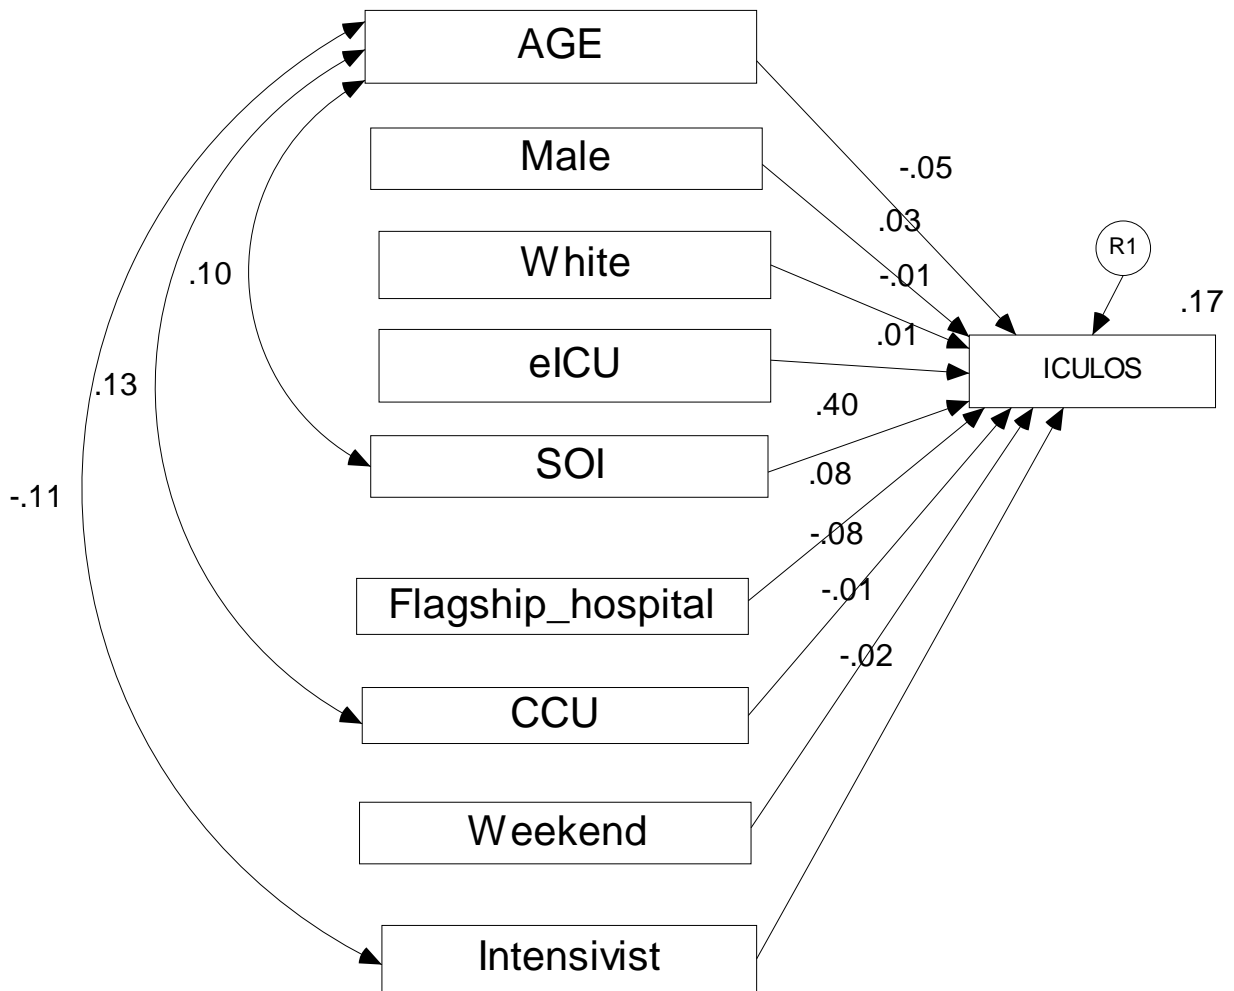 AGE
Male
-.05
.03
White
R1
.10
-.01
.17
.01
eICU
ICULOS
.13
.40
SOI
.08
-.11
-.08
-.01
Flagship_hospital
-.02
CCU
Weekend
Intensivist